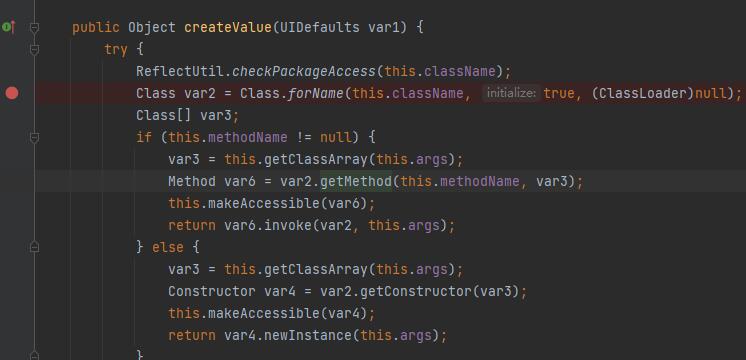 public Object createValue(UIDefaults var1) {
try {
ReflectUtil.checkPackageAccess(this.className);
Class var2 = Class.forName(this.className, initialize: true, (ClassLoader)null);
Class[] var3;
if (this.methodName != null) {
var3 = this.getClassArray(this.args);
Method var6 = var2.getMethod(this.methodName, var3);
this.makeAccessible(var6);
return var6.invoke(var2, this.args);
} else {
var3 = this.getClassArray(this.args);
Constructor var4 = var2.getConstructor(var3);
this.makeAccessible(var4);
return var4.newInstance(this.args);
}